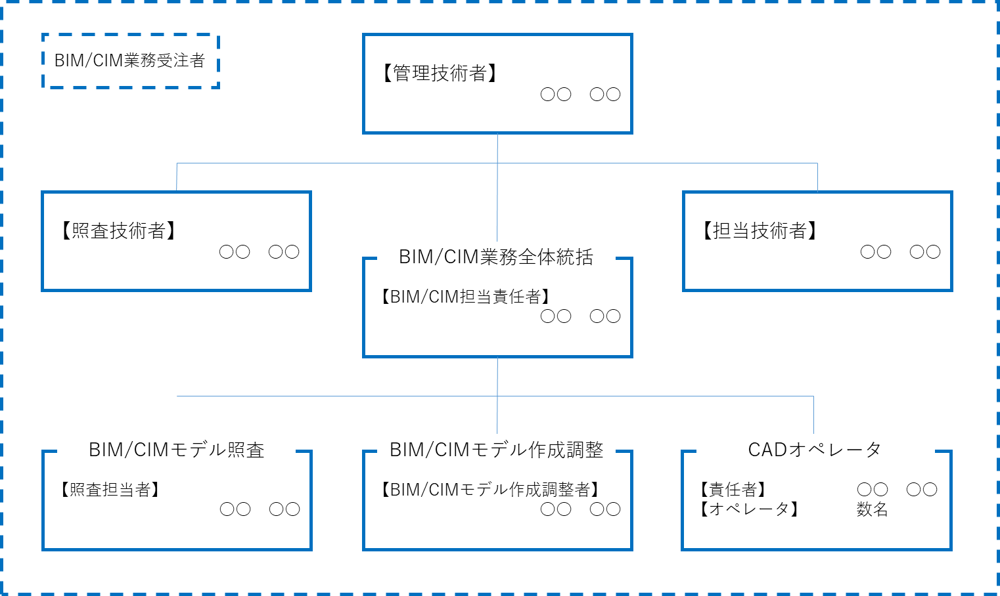 BIM/CIM業務受注者
【管理技術者】
○○　○○
【照査技術者】
○○　○○
【担当技術者】
○○　○○
BIM/CIM業務全体統括
【BIM/CIM担当責任者】
○○　○○
BIM/CIMモデル照査
【照査担当者】
○○　○○
BIM/CIMモデル作成調整
【BIM/CIMモデル作成調整者】
○○　○○
CADオペレータ
【責任者】　○○　○○
【オペレータ】　数名